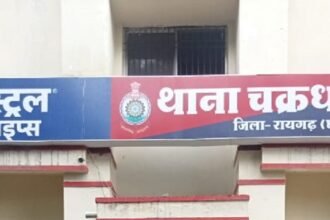 स्ट्रल
इप्स
थाना चक्रध
जिला- रायगढ़